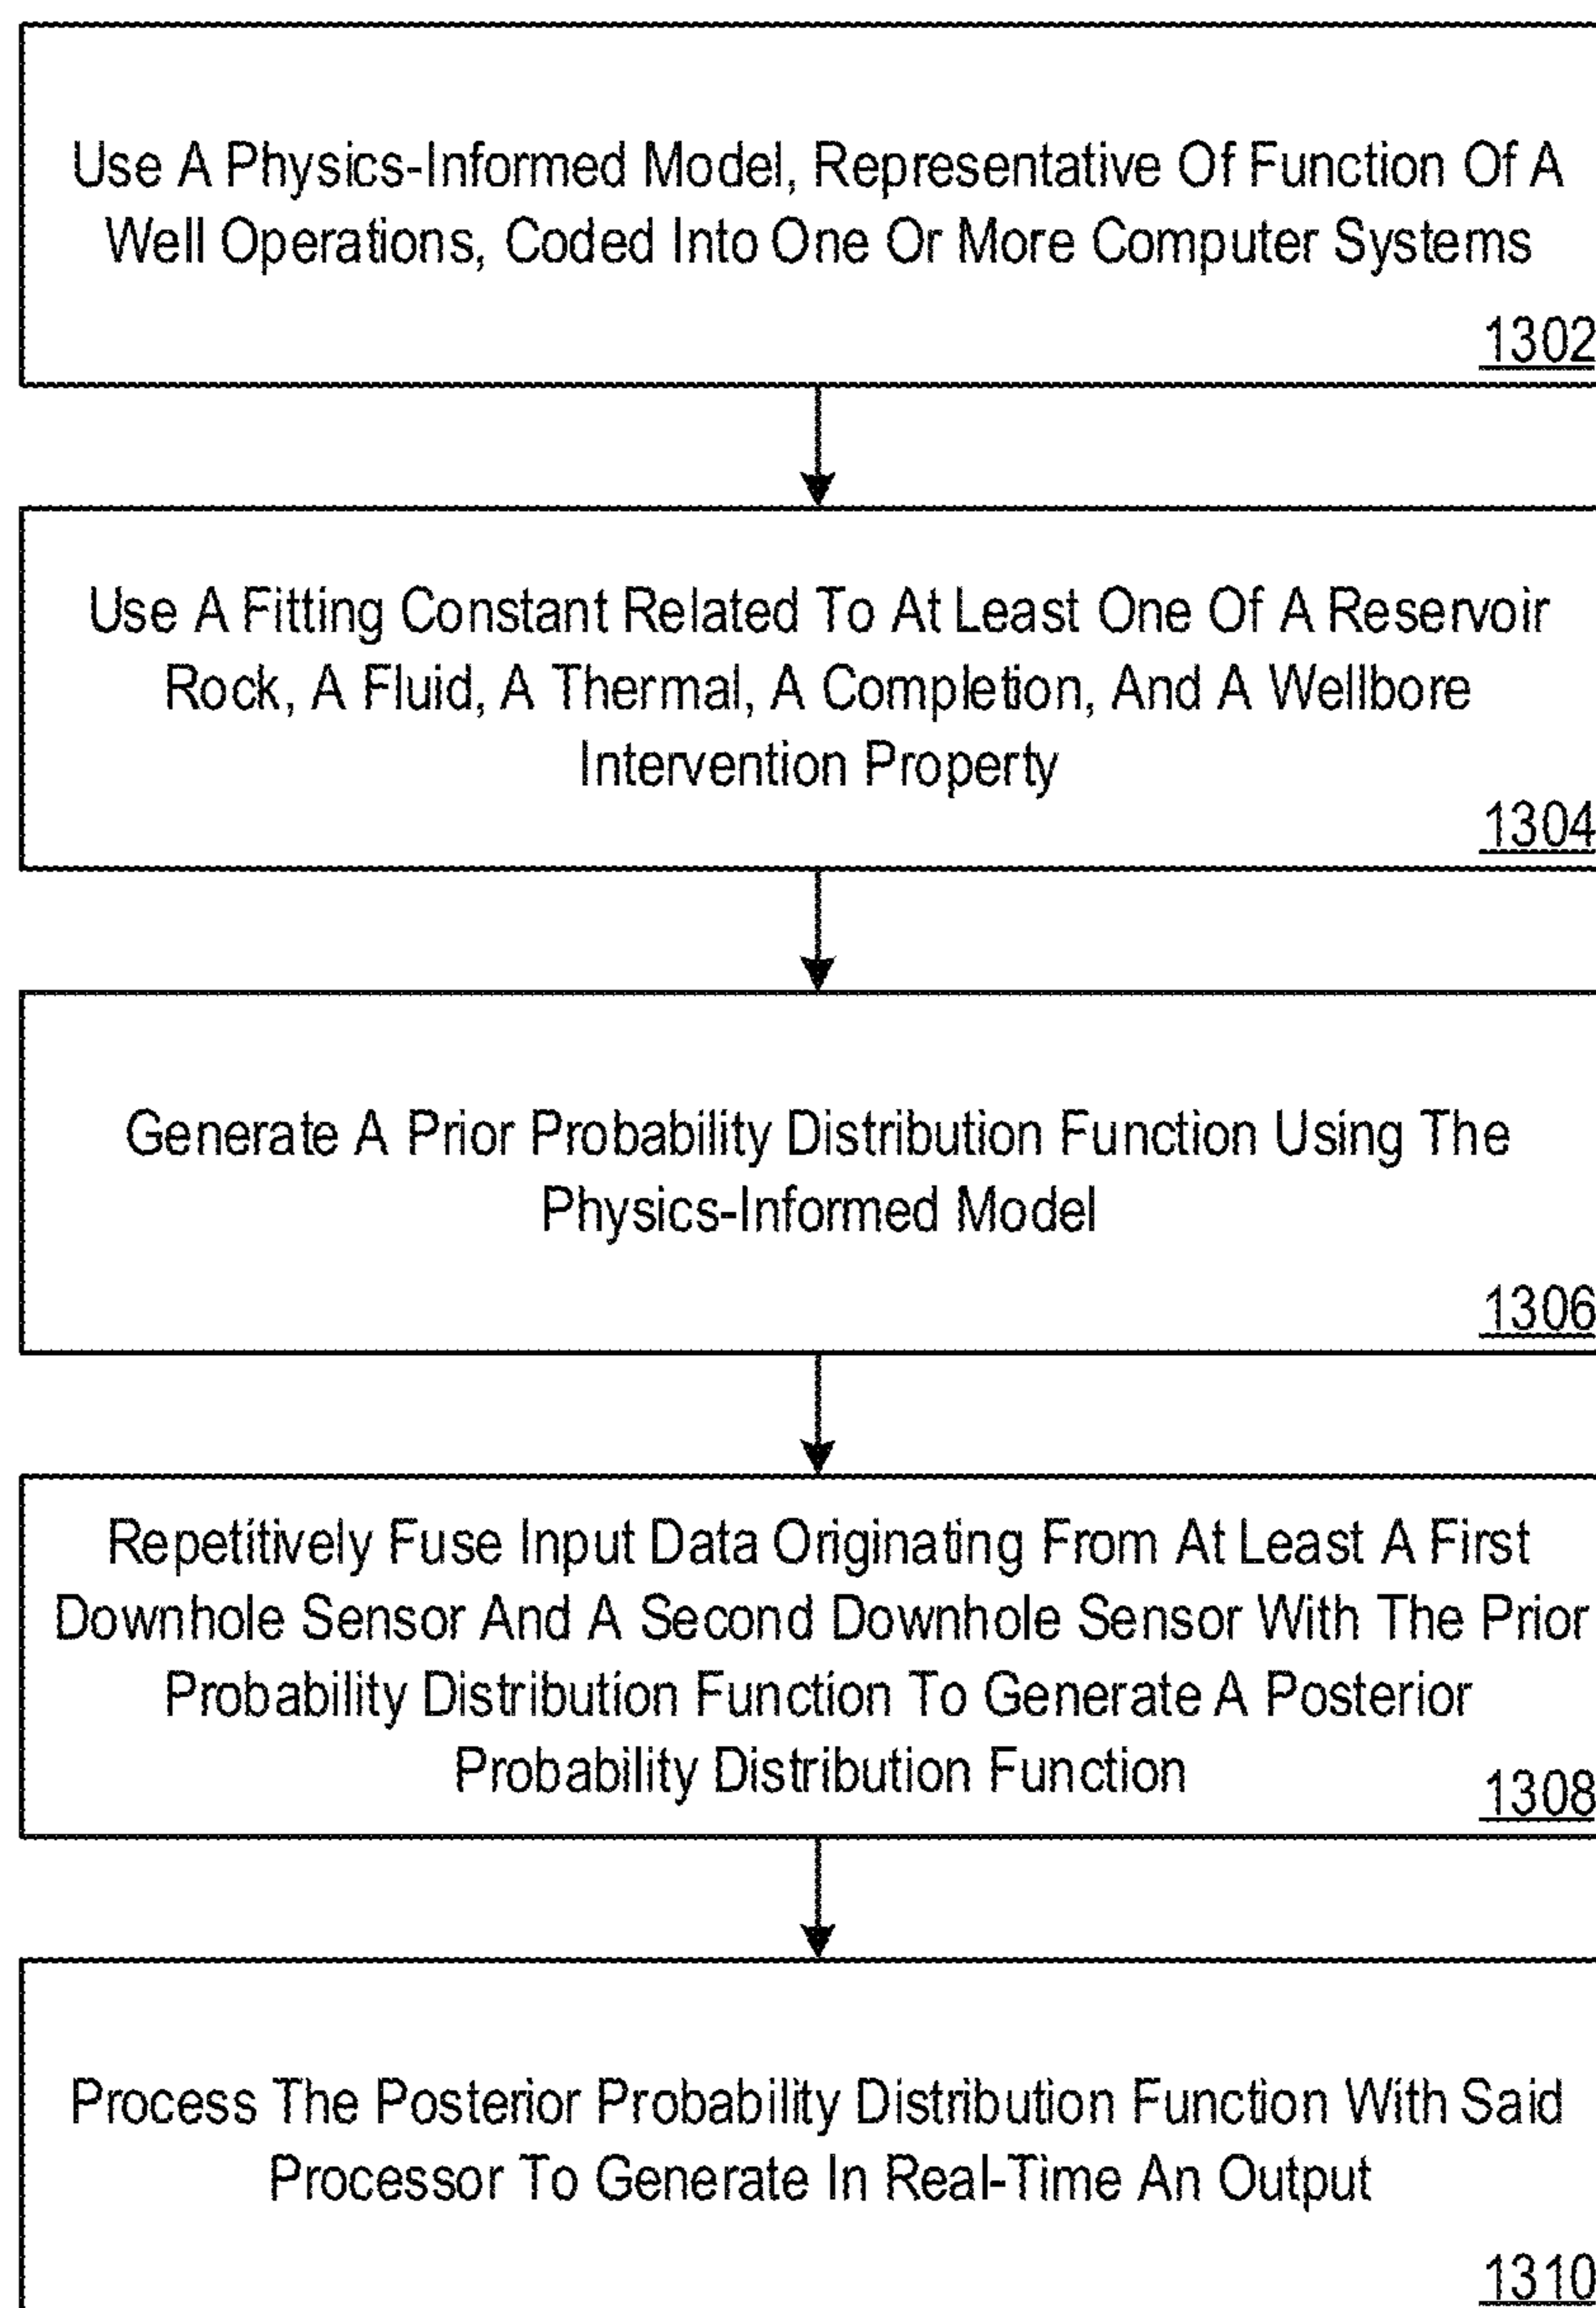 Use A Physics-Informed Model, Representative Of Function Of A
Well Operations, Coded Into One Or More Computer Systems
1302
Use A Fitting Constant Related To At Least One Of A Reservoir
Rock, A Fluid, A Thermal, A Completion, And A Wellbore
Intervention Property
1304
Generate A Prior Probability Distribution Function Using The
Physics-Informed Model
1306
Repetitively Fuse Input Data Originating From At Least A First
Downhole Sensor And A Second Downhole Sensor With The Prior
Probability Distribution Function To Generate A Posterior
Probability Distribution Function
1308
Process The Posterior Probability Distribution Function With Said
Processor To Generate In Real-Time An Output
1310